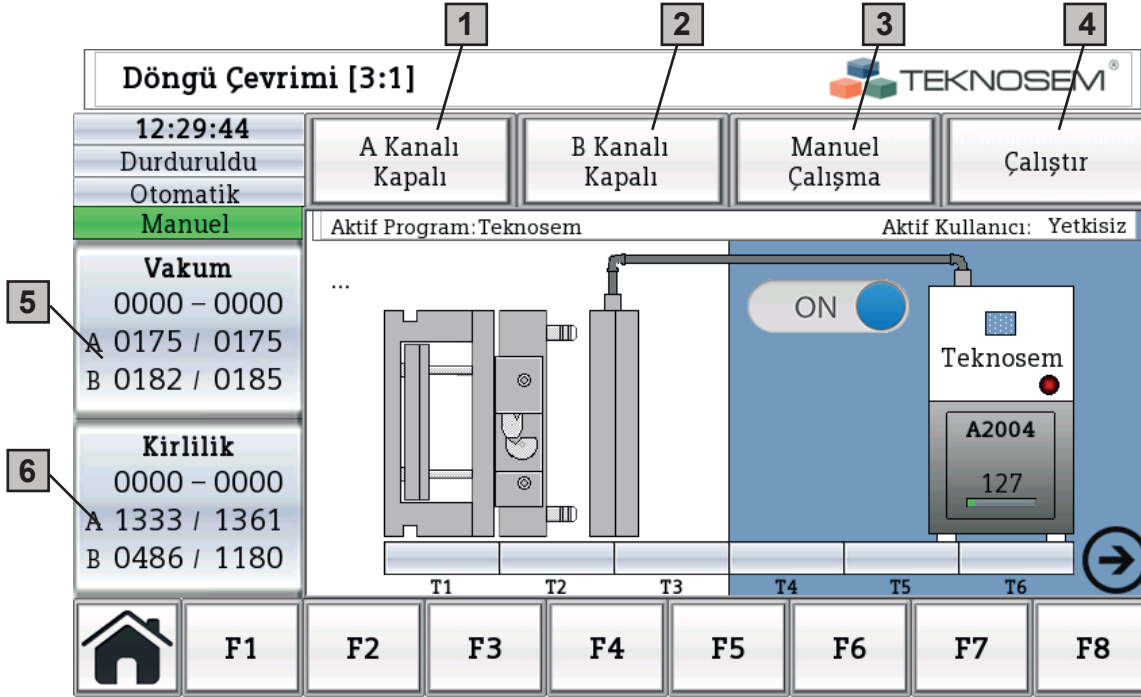 1
2
3
4
Döngü Çevrimi [3:1]
TEKNOSEM®
12:29:44
Durduruldu
Otomatik
Manuel
A Kanalı
Kapalı
B Kanalı
Kapalı
Manuel
Çalışma
Çalıştır
Aktif Program:Teknosem
Aktif Kullanıcı: Yetkisiz
5
Vakum
0000 – 0000
A 0175 / 0175
B 0182 / 0185
6
Kirlilik
0000 – 0000
A 1333 / 1361
B 0486 / 1180
...
ON
Teknosem
A2004
127
T1 T2 T3 T4 T5 T6
F1 F2 F3 F4 F5 F6 F7 F8